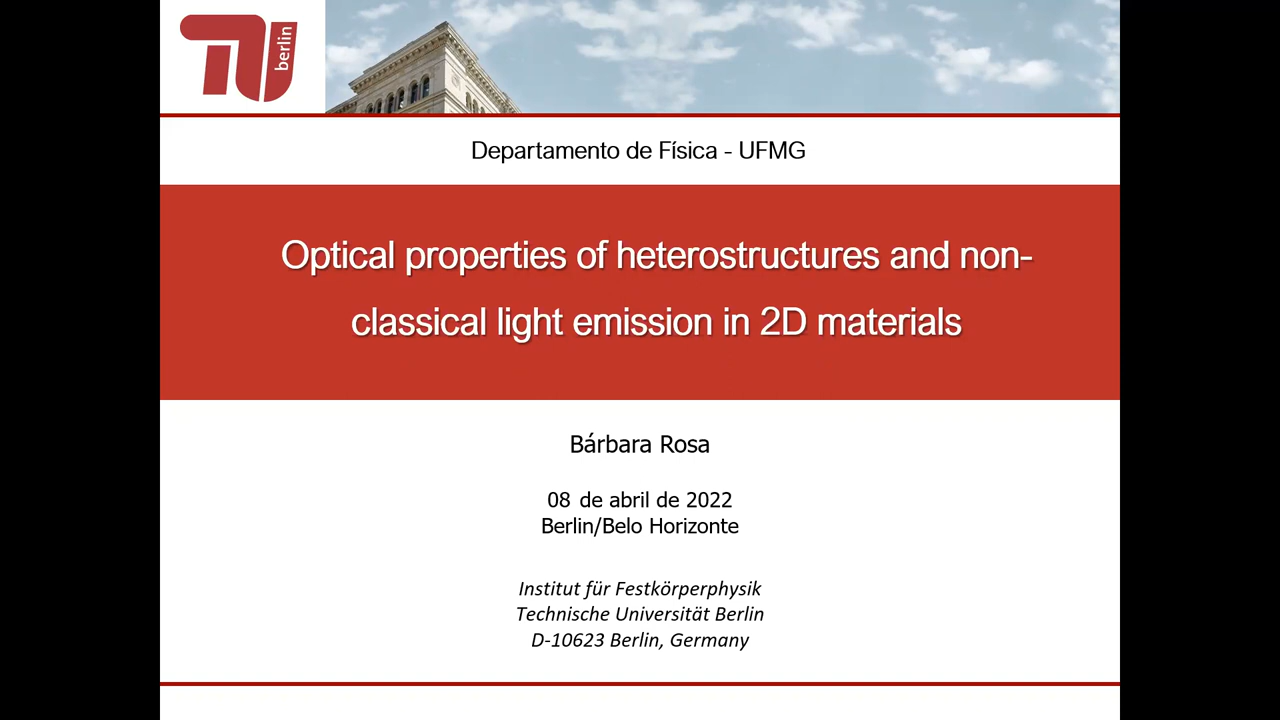 berlin
Departamento de Física - UFMG
Optical properties of heterostructures and non-
classical light emission in 2D materials
Bárbara Rosa
08 de abril de 2022
Berlin/Belo Horizonte
Institut für Festkörperphysik
Technische Universität Berlin
D-10623 Berlin, Germany